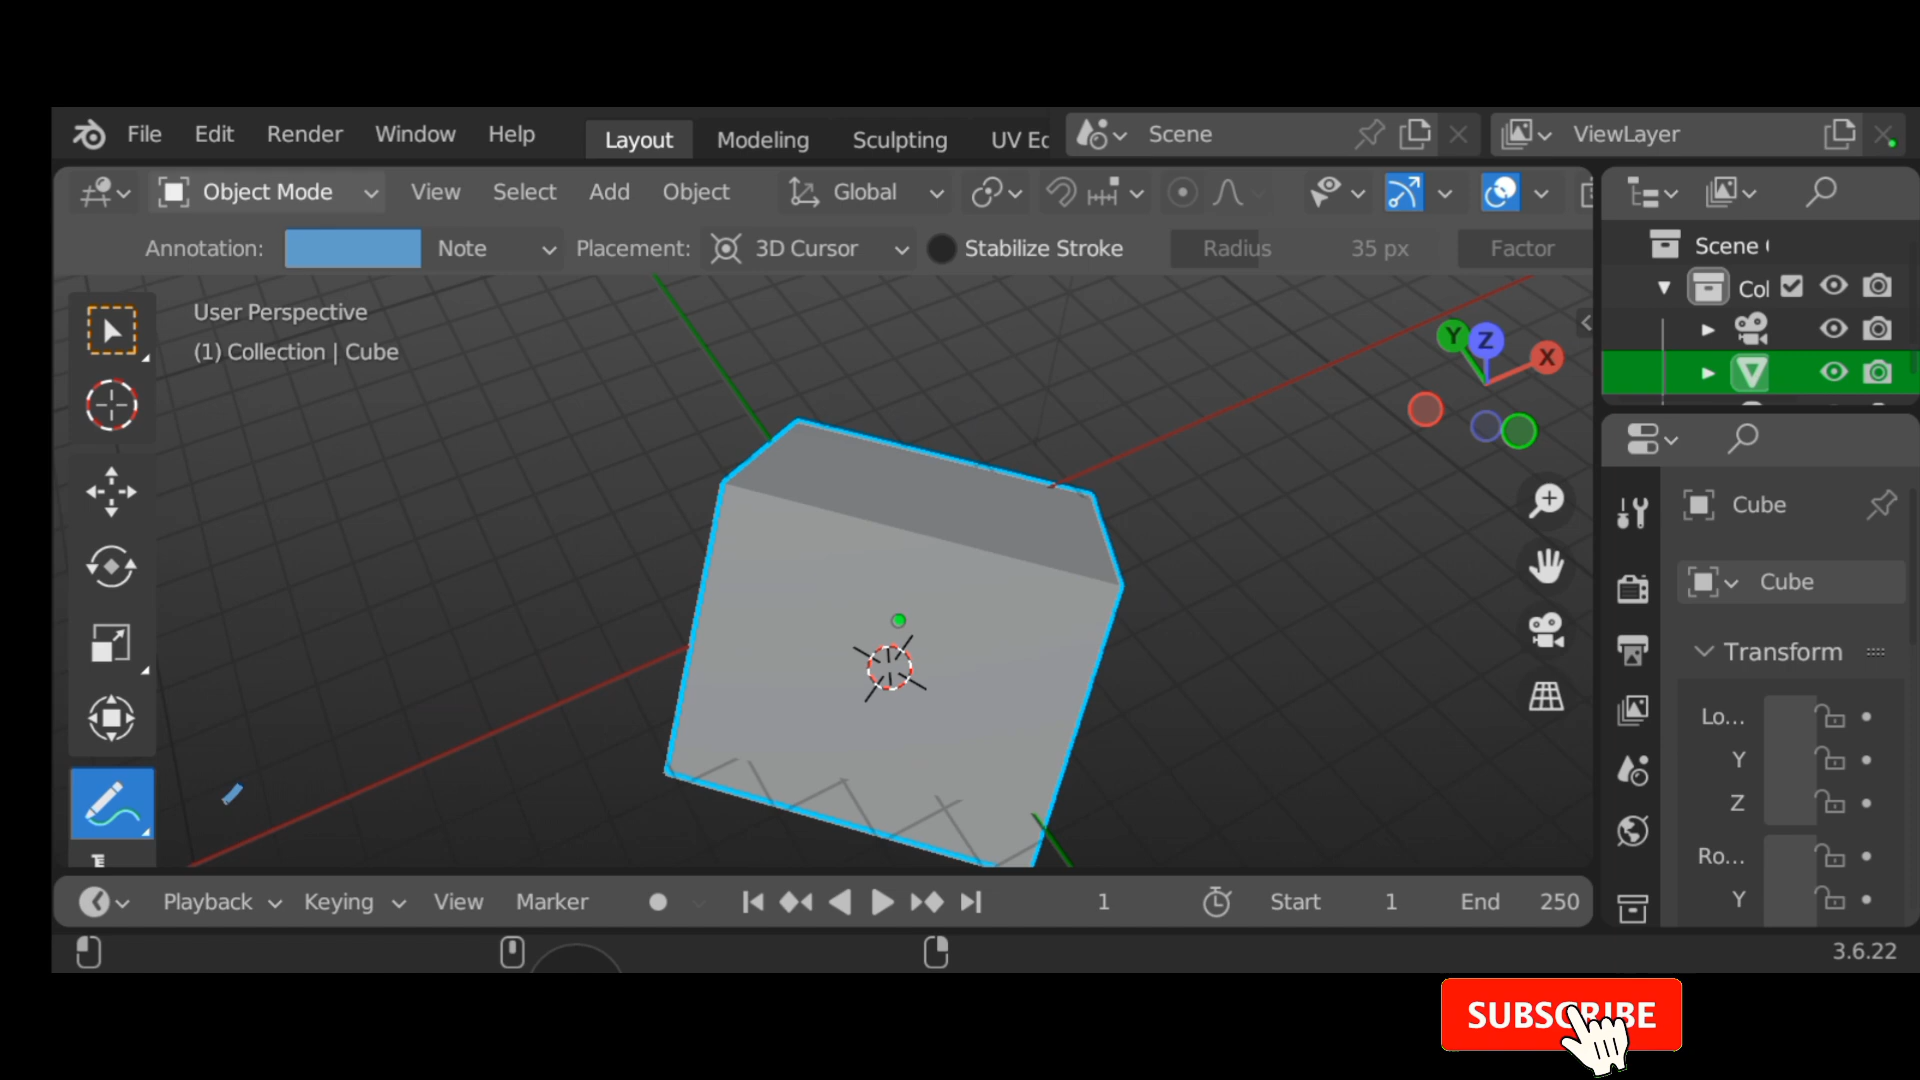 File Edit Render Window Help Layout Modeling Sculpting UV Ec Scene ViewLayer
Object Mode View Select Add Object Global
Annotation: Note Placement: 3D Cursor Stabilize Stroke Radius 35 px Factor
Scene
Col
User Perspective
(1) Collection | Cube
Y Z X
Cube
Cube
Transform
Lo...
Y
Z
Ro...
Y
Playback Keying View Marker 1 Start 1 End 250
3.6.22
SUBSCRIBE